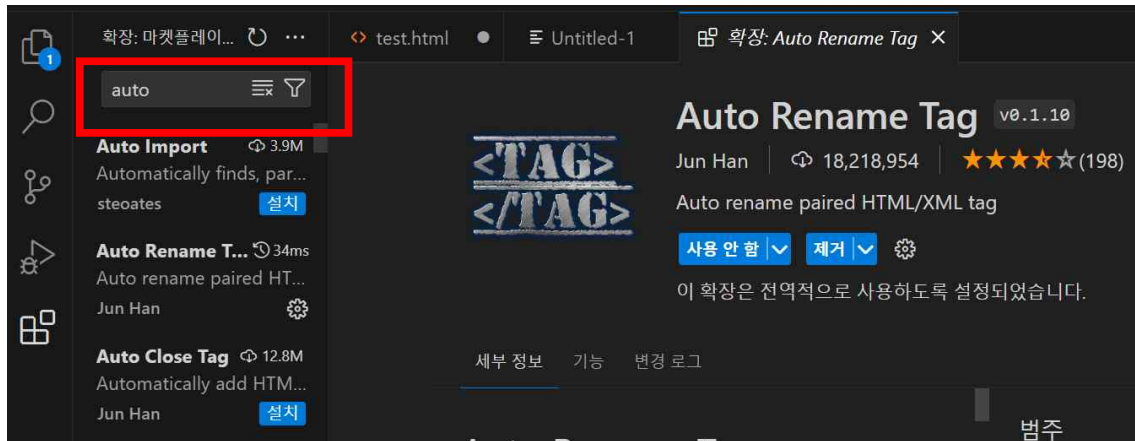 확장: 마켓플레이...
test.html
Untitled-1
확장: Auto Rename Tag
1
auto
Auto Import 3.9M
Automatically finds, par...
steoates 설치
Auto Rename T... 34ms
Auto rename paired HT...
Jun Han
Auto Close Tag 12.8M
Automatically add HTM...
Jun Han 설치
<TAG>
</TAG>
Auto Rename Tag v0.1.10
Jun Han 18,218,954 (198)
Auto rename paired HTML/XML tag
사용 안 함 제거
이 확장은 전역적으로 사용하도록 설정되었습니다.
세부 정보 기능 변경 로그
범주